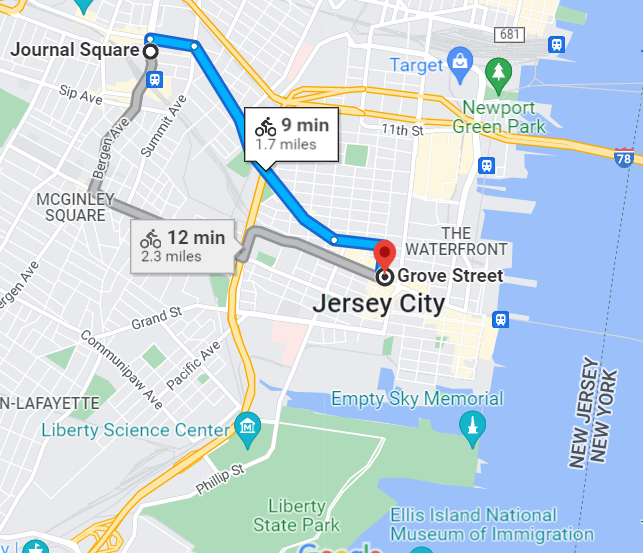 681
Journal Square
Target
Sip Ave
Newport
Green Park
9 min
1.7 miles
11th St
Summit Ave
Bergen Ave
78
MCGINLEY
SQUARE
12 min
2.3 miles
THE
WATERFRONT
Grove Street
Jersey City
ergen Ave
Grand St
Communipaw Ave
Pacific Ave
N-LAFAYETTE
Empty Sky Memorial
NEW JERSEY
NEW YORK
Liberty Science Center
Phillip St
Liberty
State Park
Ellis Island National
Museum of Immigration
Google